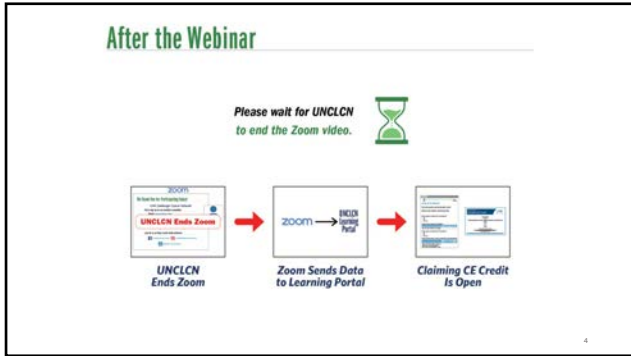 After the Webinar
Please wait for UNCLCN
to end the Zoom video.
zoom
UNCLCN Ends Zoom
zoom
UNCLCN
Learning
Portal
UNCLCN
Ends Zoom
Zoom Sends Data
to Learning Portal
Claiming CE Credit
Is Open
4